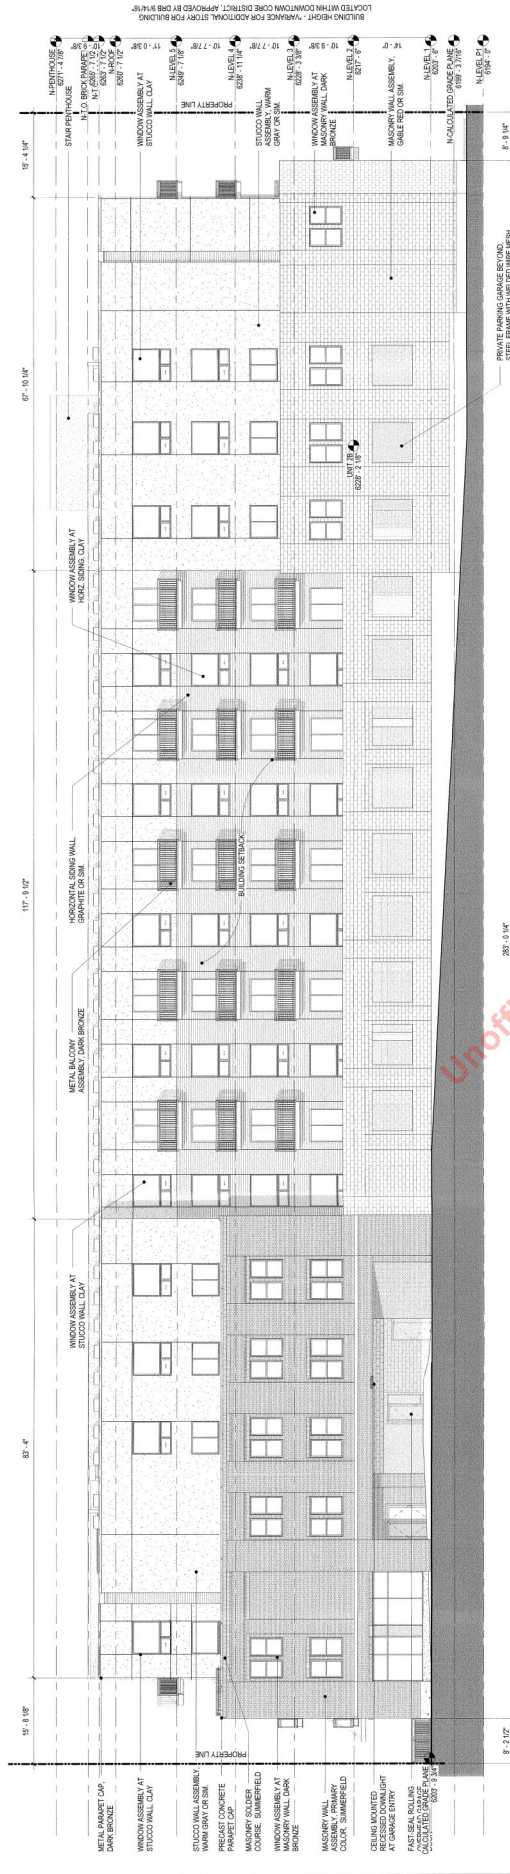 BUILDING HEIGHT - "VARIANCE FOR ADDITIONAL STORY FOR BUILDING
LOCATED WITHIN DOWNTOWN CORE DISTRICT, APPROVED BY DRB 9/14/16"
15' - 8 1/8"
83' - 4"
117' - 9 1/2"
67' - 10 1/4"
15' - 4 1/4"
N-PENTHOUSE
6271' - 4 7/8"
N-T.O. BRICK PARAPET
6265' - 7 1/2"
6263' - 7 1/2"
N-ROOF
6260' - 7 1/2"
11' - 0 3/8"
N-LEVEL 5
6249' - 7 1/8"
10' - 7 7/8"
N-LEVEL 4
6238' - 11 1/4"
10' - 7 7/8"
N-LEVEL 3
6228' - 3 3/8"
10' - 9 3/8"
N-LEVEL 2
6217' - 6"
14' - 0"
N-LEVEL 1
6203' - 6"
N-CALCULATED GRADE PLANE
6199' - 3 7/16"
N-LEVEL P1
6194' - 0"
PROPERTY LINE
STAIR PENTHOUSE
WINDOW ASSEMBLY AT
STUCCO WALL, CLAY
STUCCO WALL
ASSEMBLY, WARM
GRAY OR SIM.
WINDOW ASSEMBLY AT
MASONRY WALL, DARK
BRONZE
MASONRY WALL ASSEMBLY,
GABLE RED OR SIM.
PRIVATE PARKING GARAGE BEYOND.
STEEL FRAME WITH WELDED WIRE MESH
UNIT 2B
6228' - 2 1/8"
WINDOW ASSEMBLY AT
HORZ. SIDING, CLAY
HORIZONTAL SIDING WALL,
GRAPHITE OR SIM.
BUILDING SETBACK
METAL BALCONY
ASSEMBLY, DARK BRONZE
WINDOW ASSEMBLY AT
STUCCO WALL, CLAY
PROPERTY LINE
METAL PARAPET CAP,
DARK BRONZE
WINDOW ASSEMBLY AT
STUCCO WALL, CLAY
STUCCO WALL ASSEMBLY,
WARM GRAY OR SIM.
PRECAST CONCRETE
PARAPET CAP
MASONRY SOLDIER
COURSE, SUMMERFIELD
WINDOW ASSEMBLY AT
MASONRY WALL, DARK
BRONZE
MASONRY WALL
ASSEMBLY, PRIMARY
COLOR, SUMMERFIELD
CEILING MOUNTED
RECESSED DOWNLIGHT
AT GARAGE ENTRY
FAST-SEAL ROLLING
OVERHEAD GARAGE
CALCULATED GRADE PLANE
6203' - 9 3/4"
8' - 2 1/2"
283' - 0 1/4"
8' - 9 1/4"
Unoff